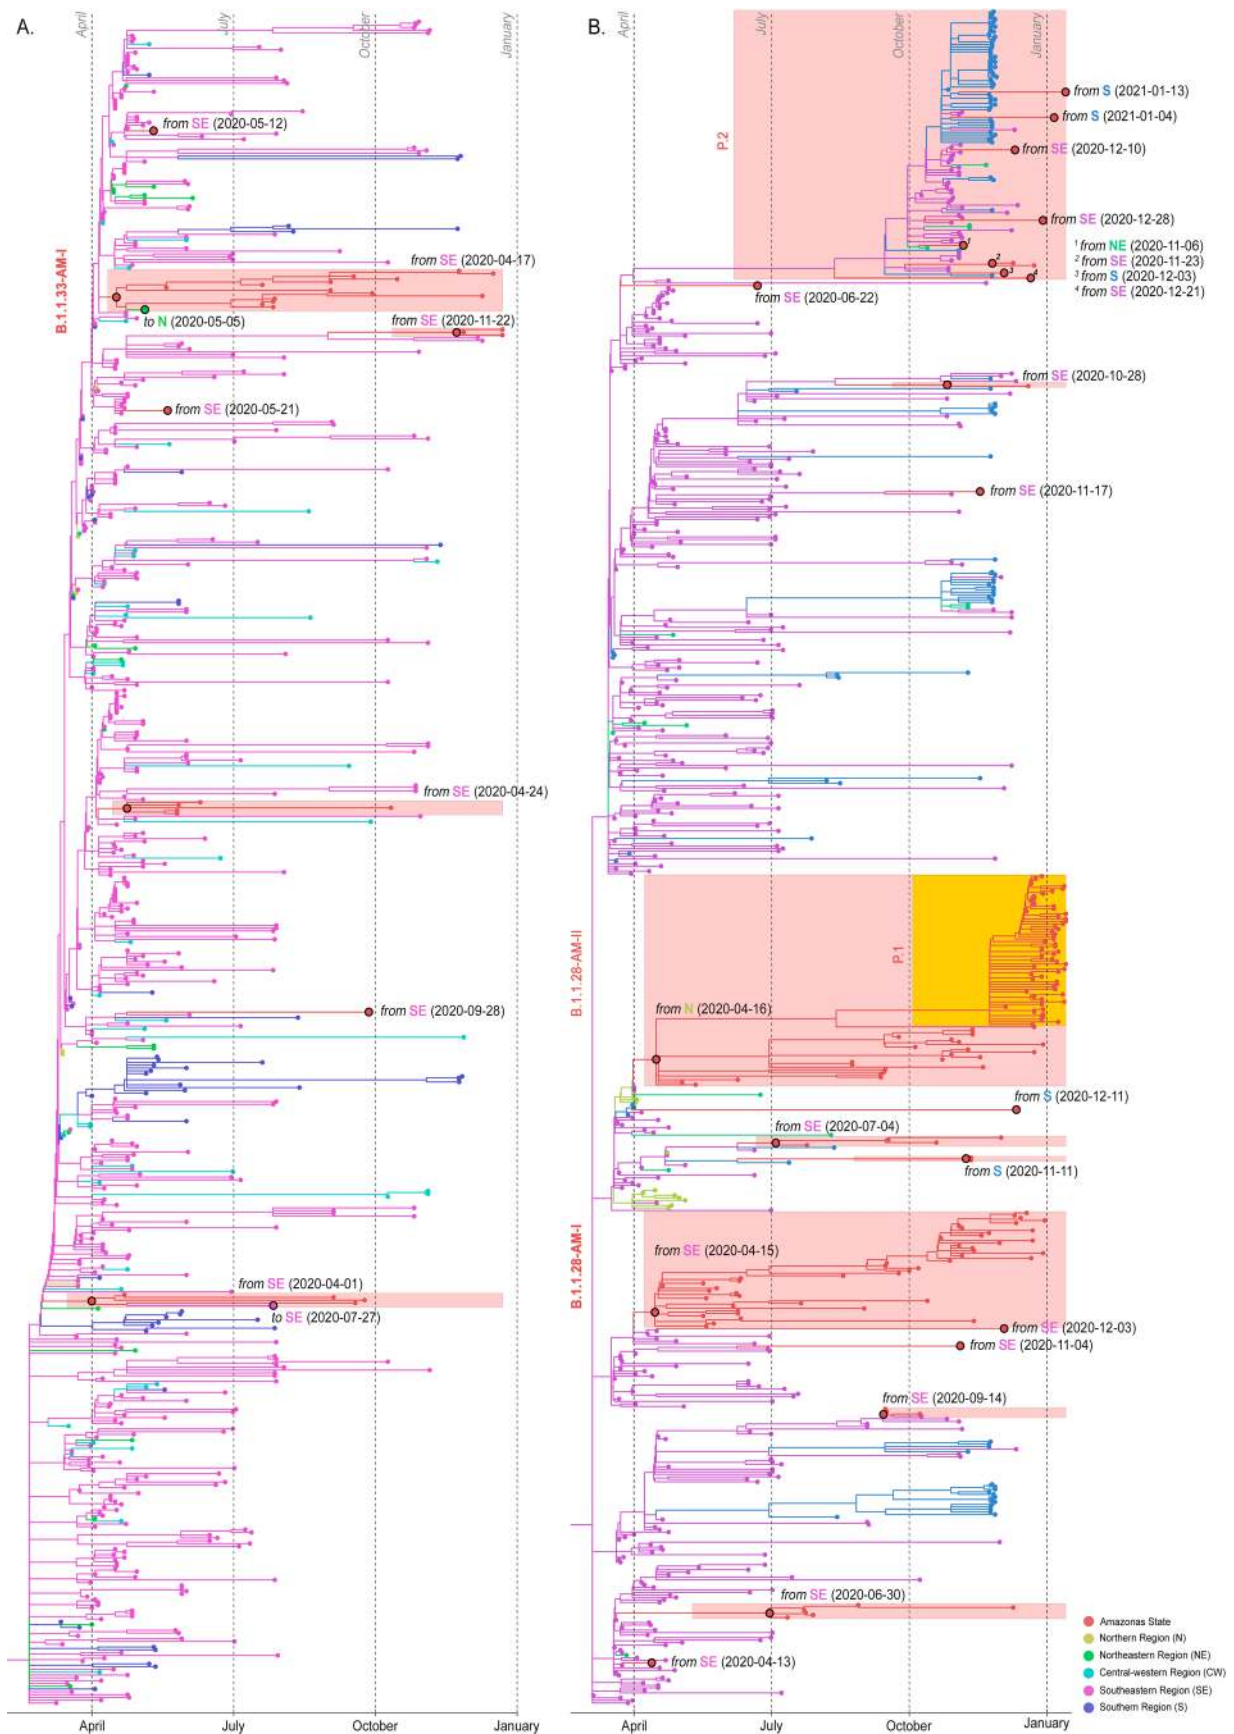 A.
April
July
October
January
from SE (2020-05-12)
B.1.1.33-AM-I
from SE (2020-04-17)
to N (2020-05-05)
from SE (2020-11-22)
from SE (2020-05-21)
from SE (2020-04-24)
from SE (2020-09-28)
from SE (2020-04-01)
to SE (2020-07-27)
April
July
October
January
B.
April
July
October
January
P.2
from S (2021-01-13)
from S (2021-01-04)
from SE (2020-12-10)
from SE (2020-12-28)
1
2
3
4
1 from NE (2020-11-06)
2 from SE (2020-11-23)
3 from S (2020-12-03)
4 from SE (2020-12-21)
from SE (2020-06-22)
from SE (2020-10-28)
from SE (2020-11-17)
B.1.1.28-AM-II
P.1
from N (2020-04-16)
from S (2020-12-11)
from SE (2020-07-04)
from S (2020-11-11)
B.1.1.28-AM-I
from SE (2020-04-15)
from SE (2020-12-03)
from SE (2020-11-04)
from SE (2020-09-14)
from SE (2020-06-30)
from SE (2020-04-13)
April
July
October
January
Amazonas State
Northern Region (N)
Northeastern Region (NE)
Central-western Region (CW)
Southeastern Region (SE)
Southern Region (S)